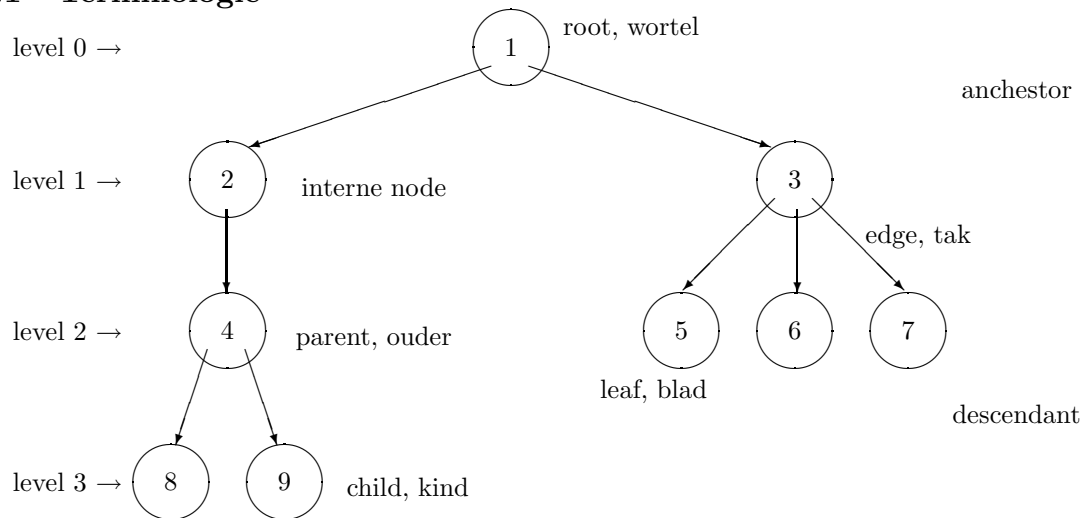 Terminologie
level 0 → 1 root, wortel
anchestor
level 1 → 2 interne node 3
edge, tak
level 2 → 4 parent, ouder 5 6 7
leaf, blad
descendant
level 3 → 8 9 child, kind